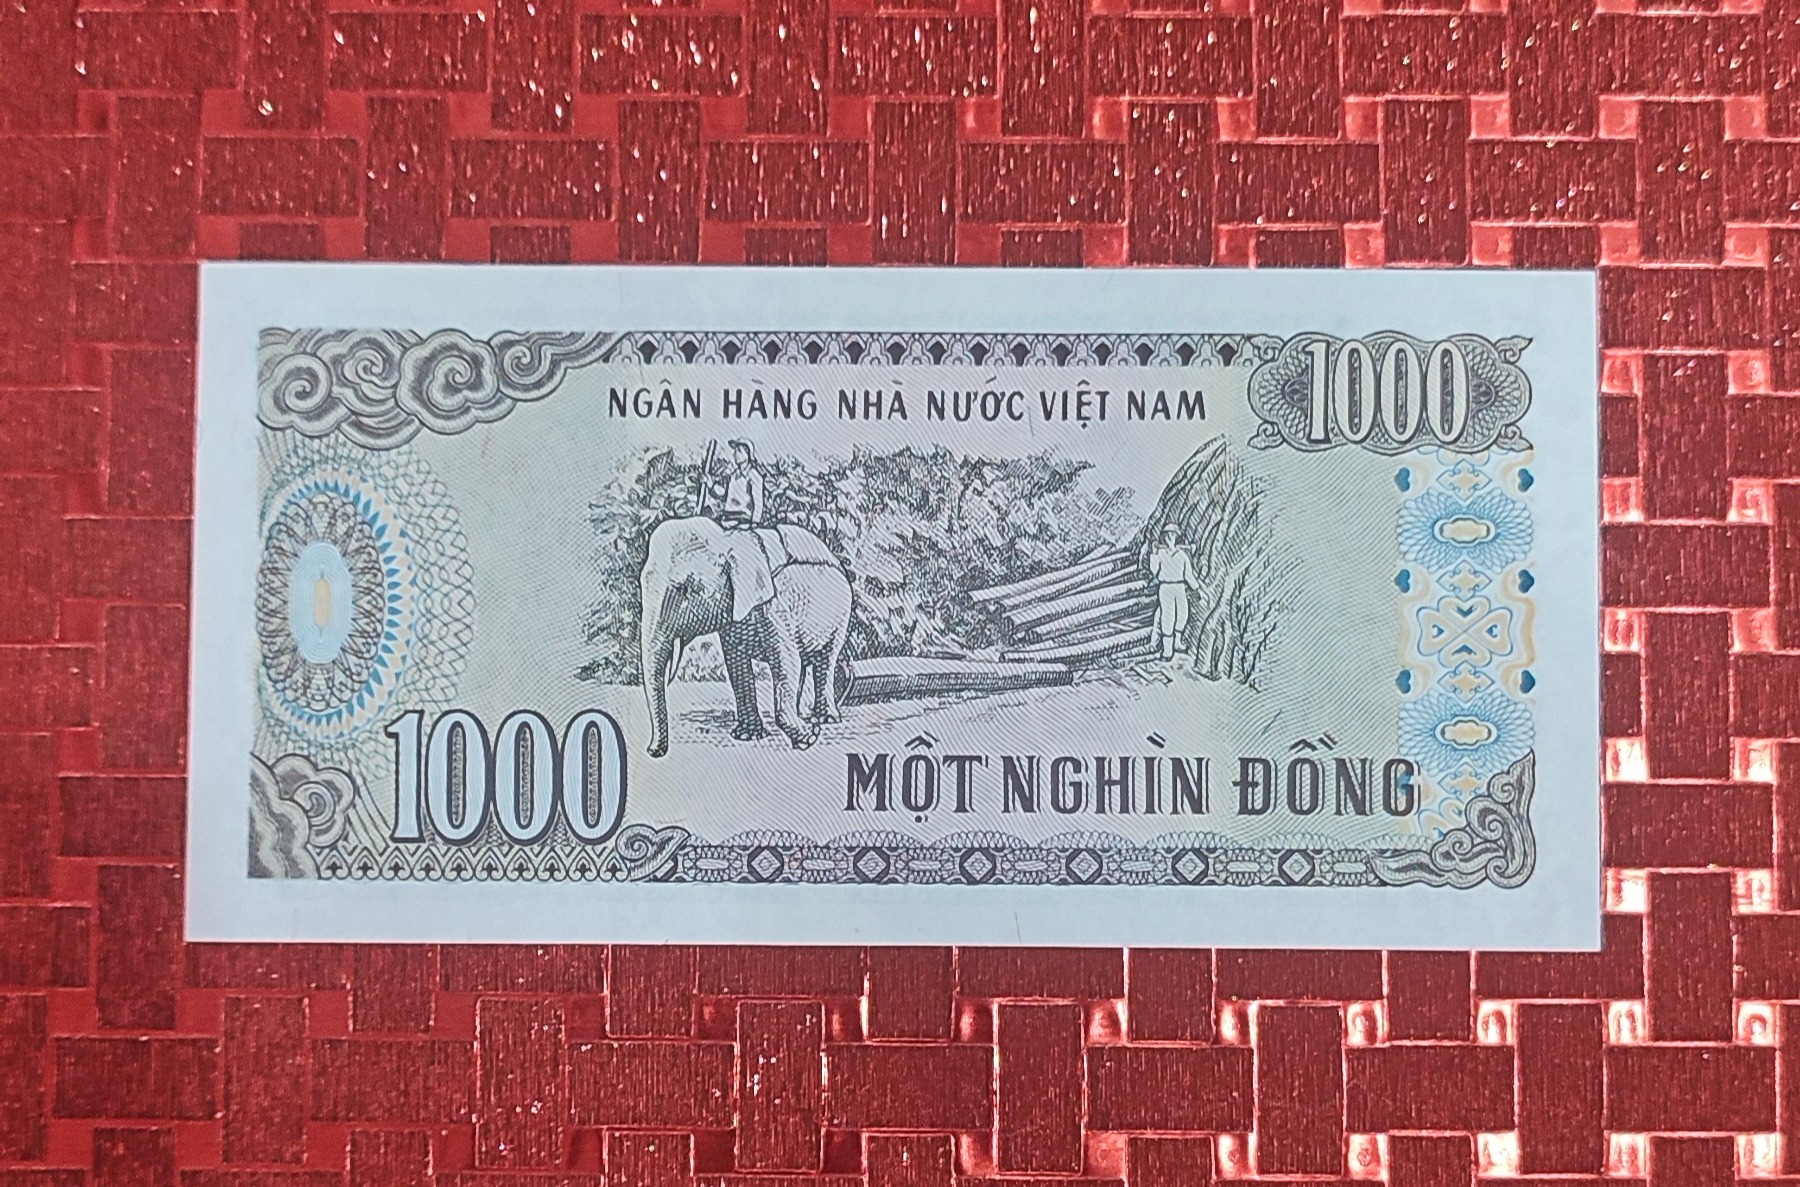 NGÂN HÀNG NHÀ NƯỚC VIỆT NAM
1000
1000
MỘT NGHÌN ĐỒNG